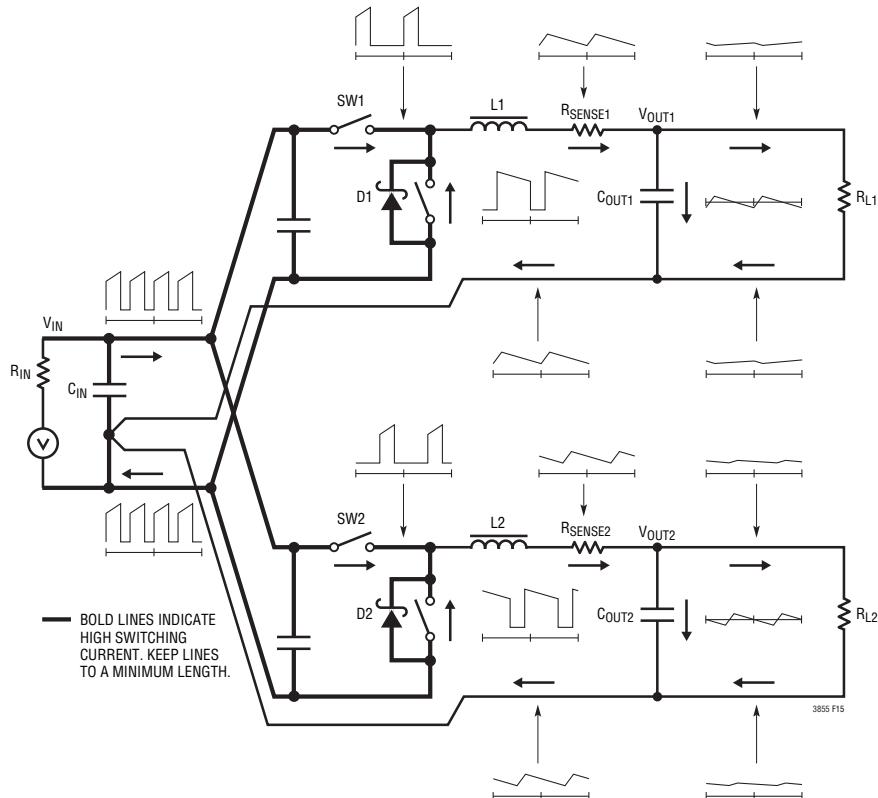 SW1
L1
RSENSE1
VOUT1
D1
COUT1
RL1
VIN
RIN
CIN
V
SW2
L2
RSENSE2
VOUT2
D2
COUT2
RL2
BOLD LINES INDICATE
HIGH SWITCHING
CURRENT. KEEP LINES
TO A MINIMUM LENGTH.
3855 F15